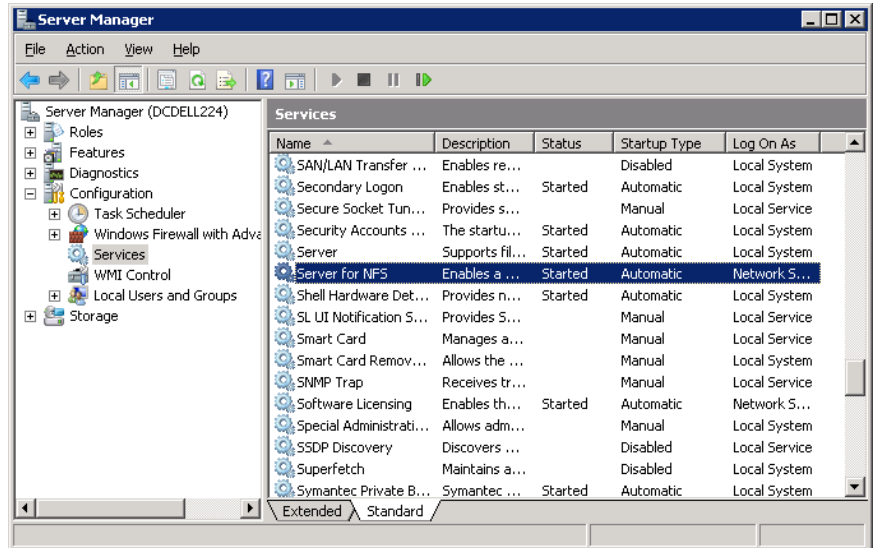 Server Manager
File Action View Help
Server Manager (DCDELL224)
Roles
Features
Diagnostics
Configuration
Task Scheduler
Windows Firewall with Adva
Services
WMI Control
Local Users and Groups
Storage
Services
Name Description Status Startup Type Log On As
SAN/LAN Transfer ... Enables re... Disabled Local System
Secondary Logon Enables st... Started Automatic Local System
Secure Socket Tun... Provides s... Manual Local Service
Security Accounts ... The startu... Started Automatic Local System
Server Supports fil... Started Automatic Local System
Server for NFS Enables a ... Started Automatic Network S...
Shell Hardware Det... Provides n... Started Automatic Local System
SL UI Notification S... Provides S... Manual Local Service
Smart Card Manages a... Manual Local Service
Smart Card Remov... Allows the ... Manual Local System
SNMP Trap Receives tr... Manual Local Service
Software Licensing Enables th... Started Automatic Network S...
Special Administrati... Allows adm... Manual Local System
SSDP Discovery Discovers ... Disabled Local Service
Superfetch Maintains a... Disabled Local System
Symantec Private B... Symantec ... Started Automatic Local System
Extended Standard